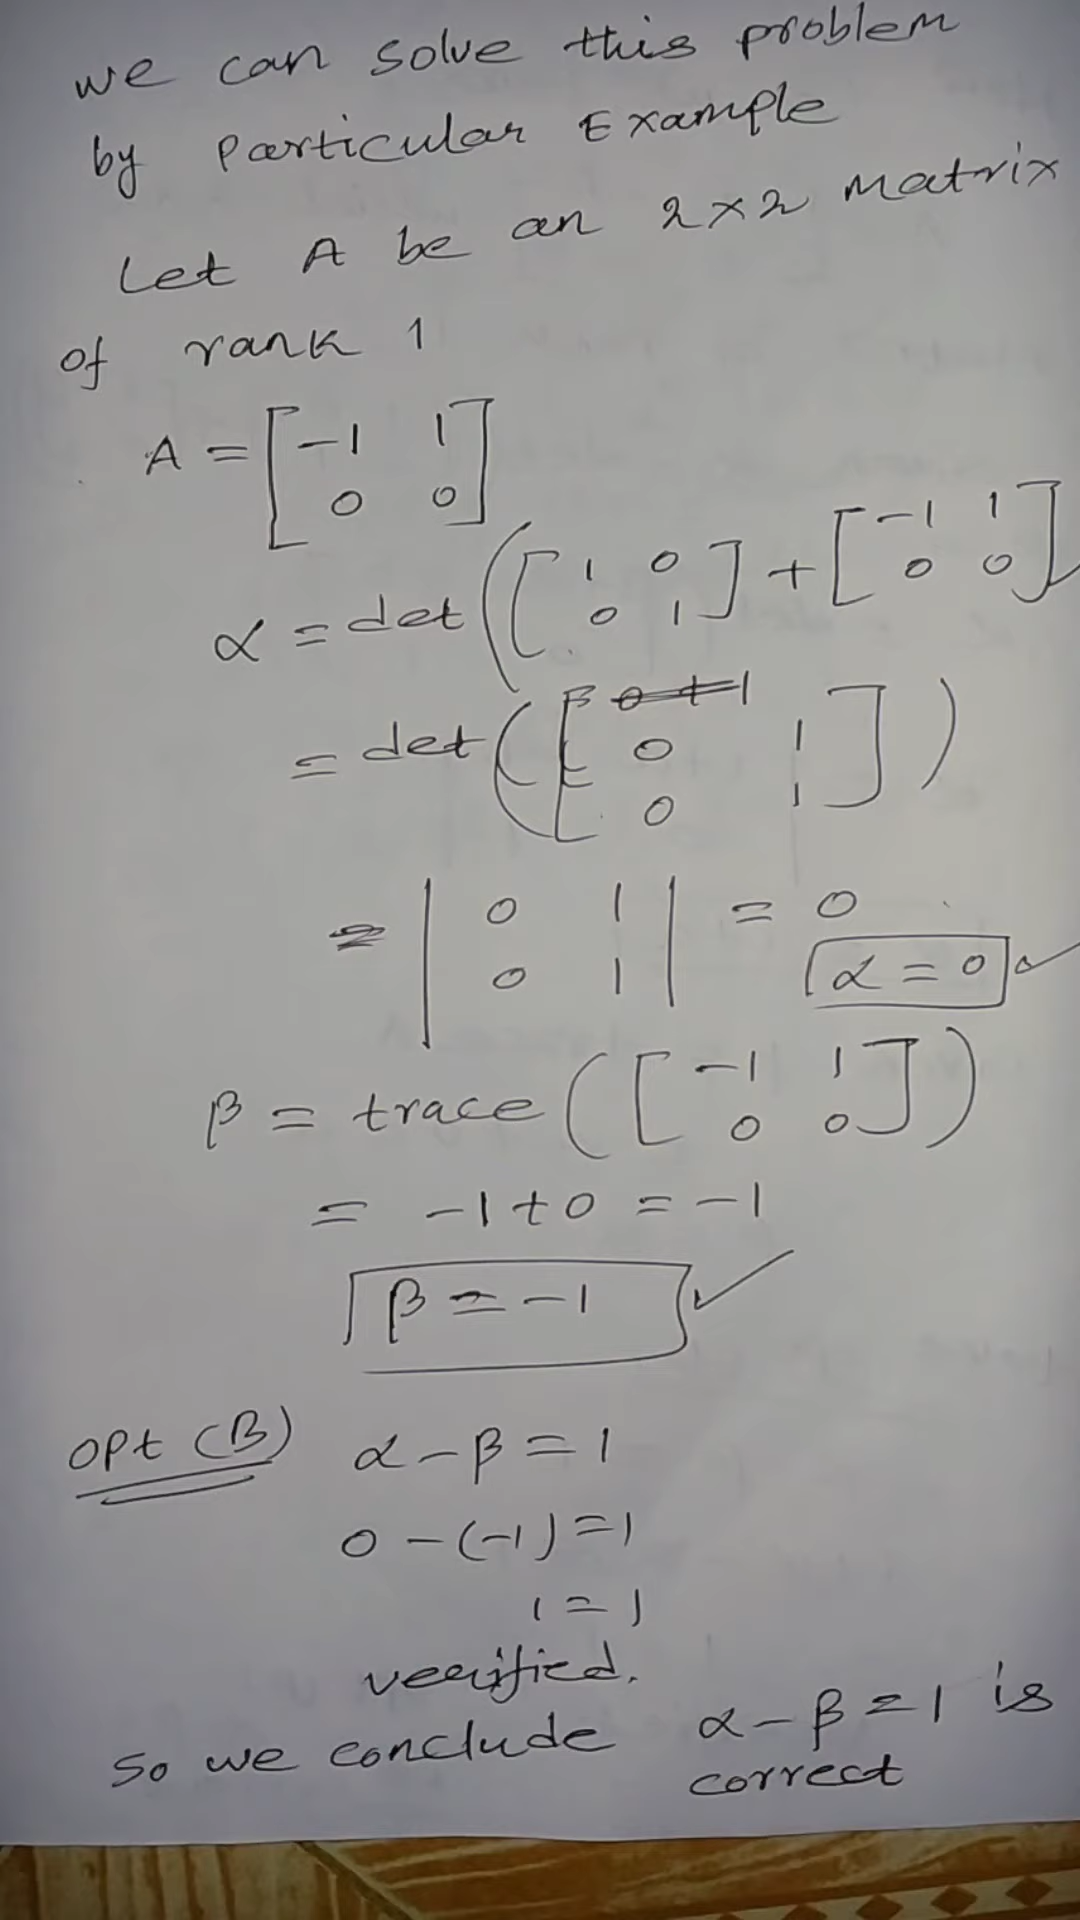 we can solve this problem
by Particular Example
Let A be an 2×2 Matrix
of rank 1
A = [-1 1
0 0]
α = det([1 0
0 1] + [-1 1
0 0]
= det([0 1
0 1])
= |0 1
0 1| = 0
α = 0
β = trace([-1 1
0 0])
= -1 + 0 = -1
β = -1
OPt (B) α - β = 1
0 - (-1) = 1
1 = 1
verified.
So we conclude α - β = 1 is
correct